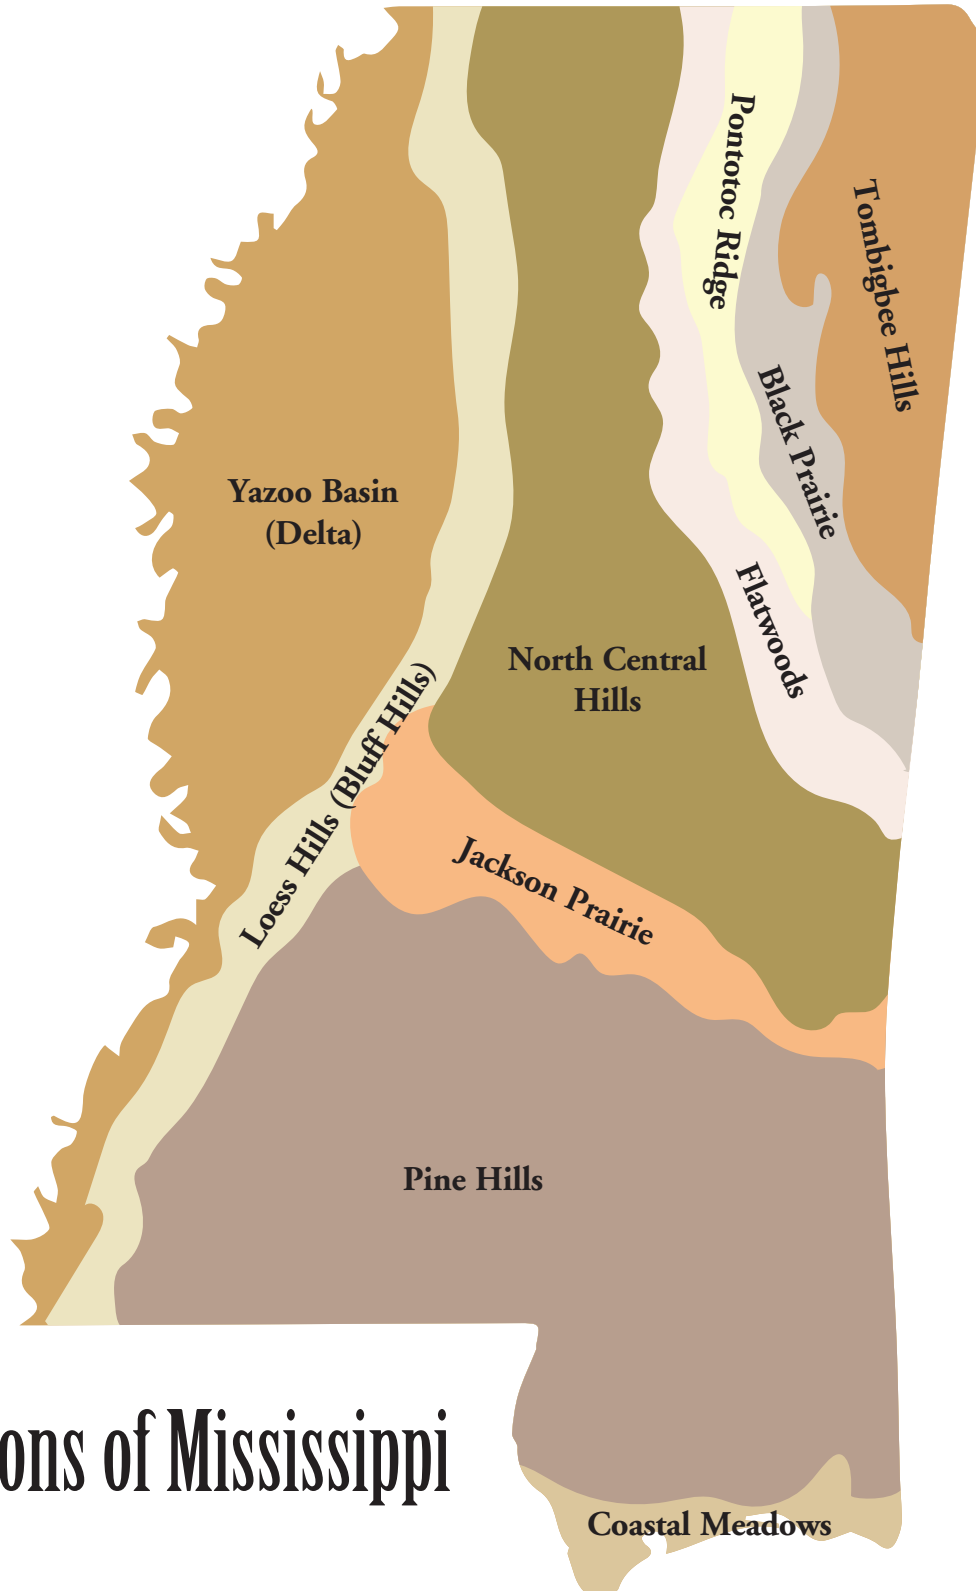 Pontotoc Ridge
Tombigbee Hills
Black Prairie
Yazoo Basin
(Delta)
Flatwoods
North Central
Hills
Loess Hills (Bluff Hills)
Jackson Prairie
Pine Hills
ons of Mississippi
Coastal Meadows